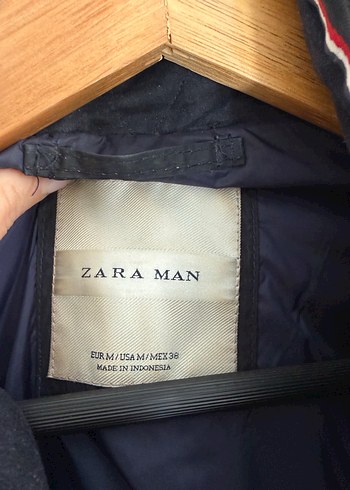 ZARA MAN
EUR M / USA M / MEX 38
MADE IN INDONESIA